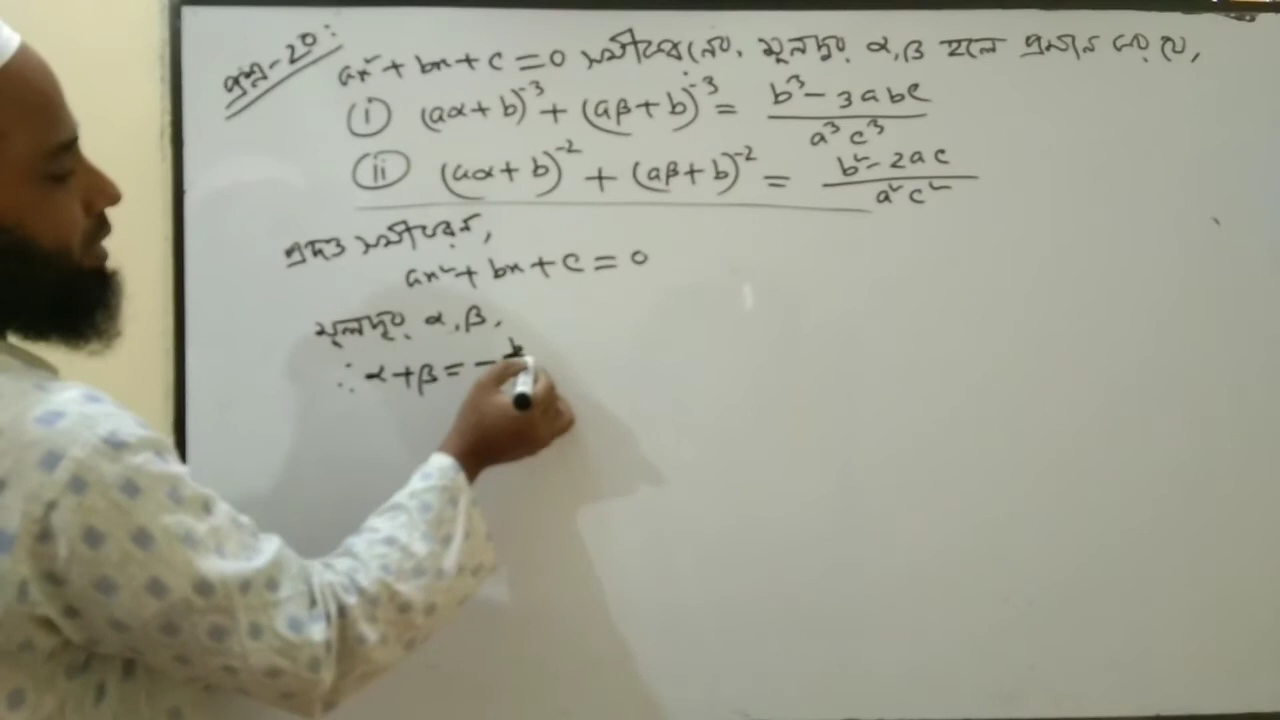 প্রশ্ন-20:
ax² + bx + c = 0 সমীকরণের মূলদ্বয় α, β হলে প্রমাণ কর যে,
(i) (aα + b)⁻³ + (aβ + b)⁻³ = (b³ - 3abc)/(a³c³)
(ii) (aα + b)⁻² + (aβ + b)⁻² = (b² - 2ac)/(a²c²)
প্রদত্ত সমীকরণ,
ax² + bx + c = 0
মূলদ্বয় α, β,
∴ α + β = - b